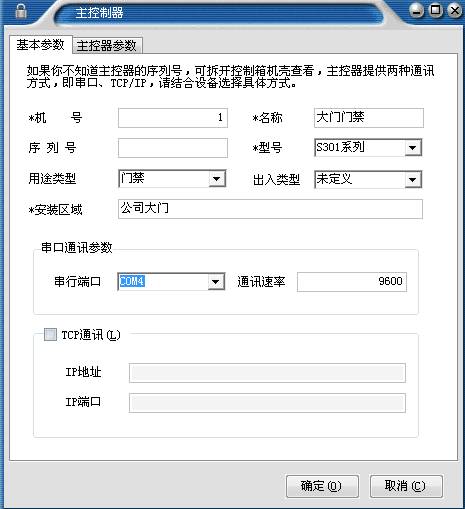 主控制器
基本参数 主控器参数
如果你不知道主控器的序列号，可拆开控制箱机壳查看，主控器提供两种通讯
方式，即串口、TCP/IP，请结合设备选择具体方式。
*机 号 1 *名称 大门门禁
序 列 号 *型号 S301系列
用途类型 门禁 出入类型 未定义
*安装区域 公司大门
串口通讯参数
串行端口 COM4 通讯速率 9600
TCP通讯(L)
IP地址
IP端口
确定(O) 取消(C)